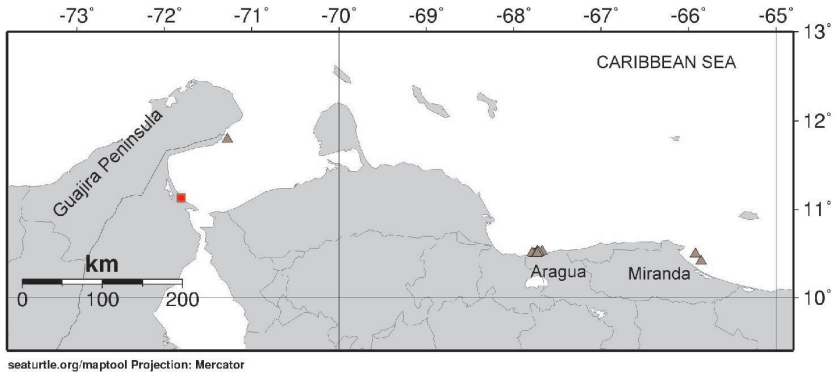 -73° -72° -71° -70° -69° -68° -67° -66° -65°
13°
CARIBBEAN SEA
12°
Guajira Peninsula
11°
km
Aragua
Miranda
0 100 200
10°
seaturtle.org/maptool Projection: Mercator